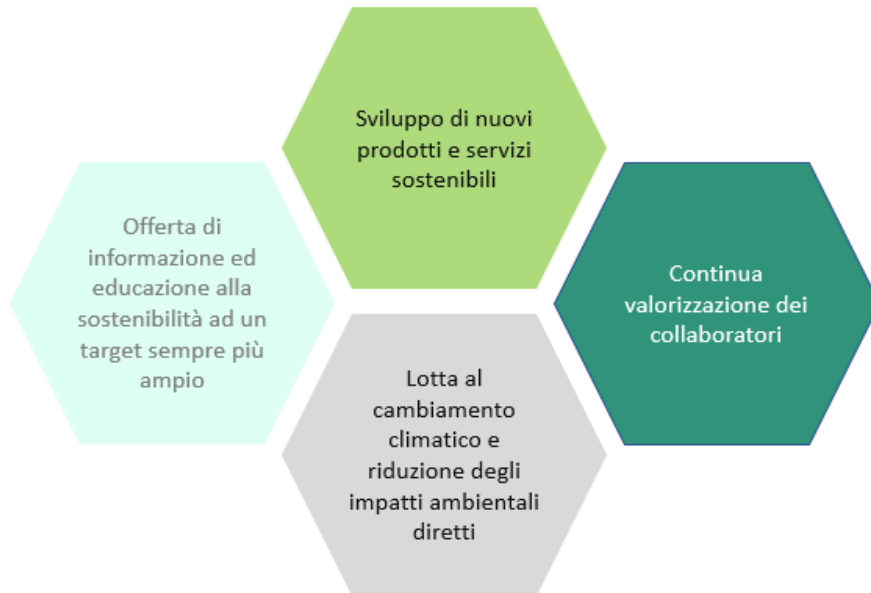 Sviluppo di nuovi
prodotti e servizi
sostenibili
Offerta di
informazione ed
educazione alla
sostenibilità ad un
target sempre più
ampio
Continua
valorizzazione dei
collaboratori
Lotta al
cambiamento
climatico e
riduzione degli
impatti ambientali
diretti